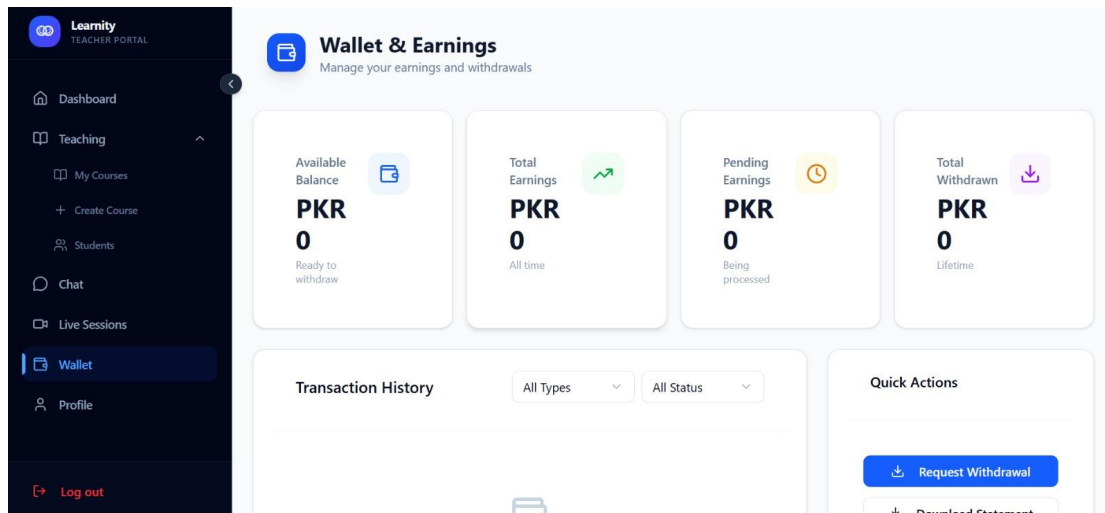 Learnity
TEACHER PORTAL
Dashboard
Teaching
My Courses
Create Course
Students
Chat
Live Sessions
Wallet
Profile
Log out
Wallet & Earnings
Manage your earnings and withdrawals
Available
Balance
PKR
0
Ready to
withdraw
Total
Earnings
PKR
0
All time
Pending
Earnings
PKR
0
Being
processed
Total
Withdrawn
PKR
0
Lifetime
Transaction History
All Types
All Status
Quick Actions
Request Withdrawal
Download Statement